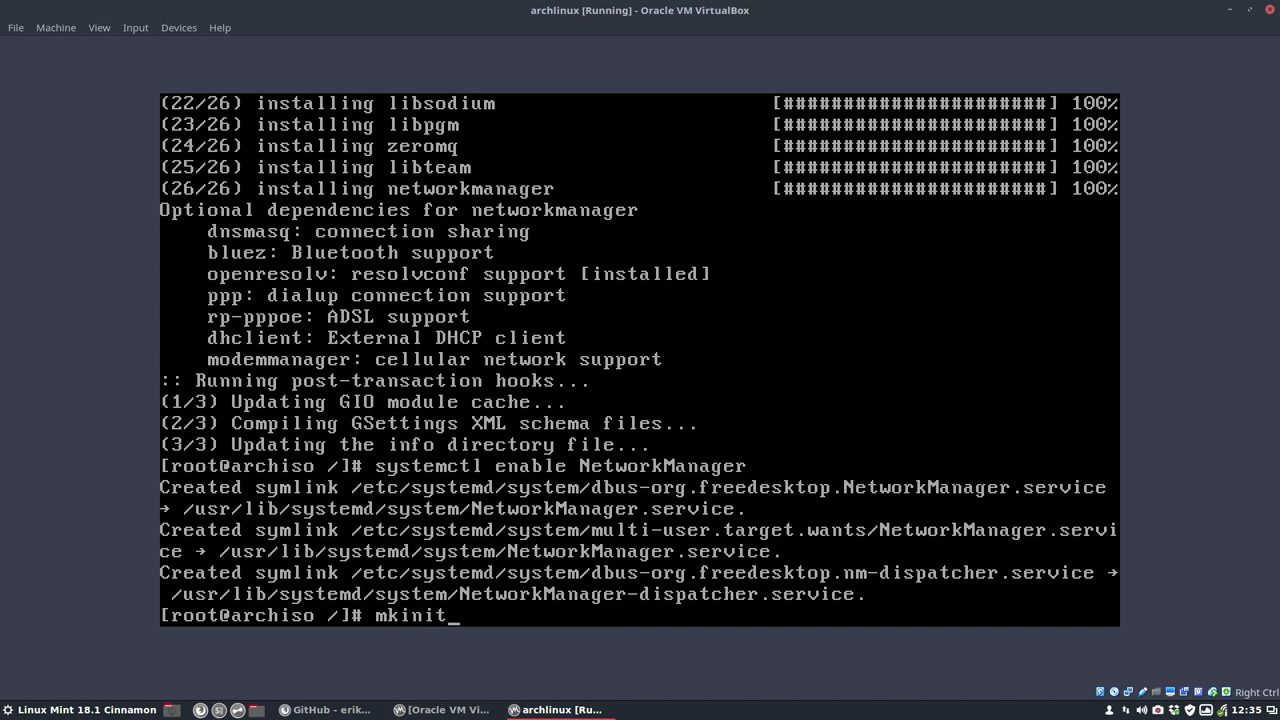 archlinux [Running] - Oracle VM VirtualBox
File Machine View Input Devices Help
(22/26) installing libsodium [######################] 100%
(23/26) installing libpgm [######################] 100%
(24/26) installing zeromq [######################] 100%
(25/26) installing libteam [######################] 100%
(26/26) installing networkmanager [######################] 100%
Optional dependencies for networkmanager
    dnsmasq: connection sharing
    bluez: Bluetooth support
    openresolv: resolvconf support [installed]
    ppp: dialup connection support
    rp-pppoe: ADSL support
    dhclient: External DHCP client
    modemmanager: cellular network support
:: Running post-transaction hooks...
(1/3) Updating GIO module cache...
(2/3) Compiling GSettings XML schema files...
(3/3) Updating the info directory file...
[root@archiso /]# systemctl enable NetworkManager
Created symlink /etc/systemd/system/dbus-org.freedesktop.NetworkManager.service
→ /usr/lib/systemd/system/NetworkManager.service.
Created symlink /etc/systemd/system/multi-user.target.wants/NetworkManager.servi
ce → /usr/lib/systemd/system/NetworkManager.service.
Created symlink /etc/systemd/system/dbus-org.freedesktop.nm-dispatcher.service →
 /usr/lib/systemd/system/NetworkManager-dispatcher.service.
[root@archiso /]# mkinit_
Right Ctrl
Linux Mint 18.1 Cinnamon GitHub - erik... [Oracle VM Vi... archlinux [Ru... 12:35